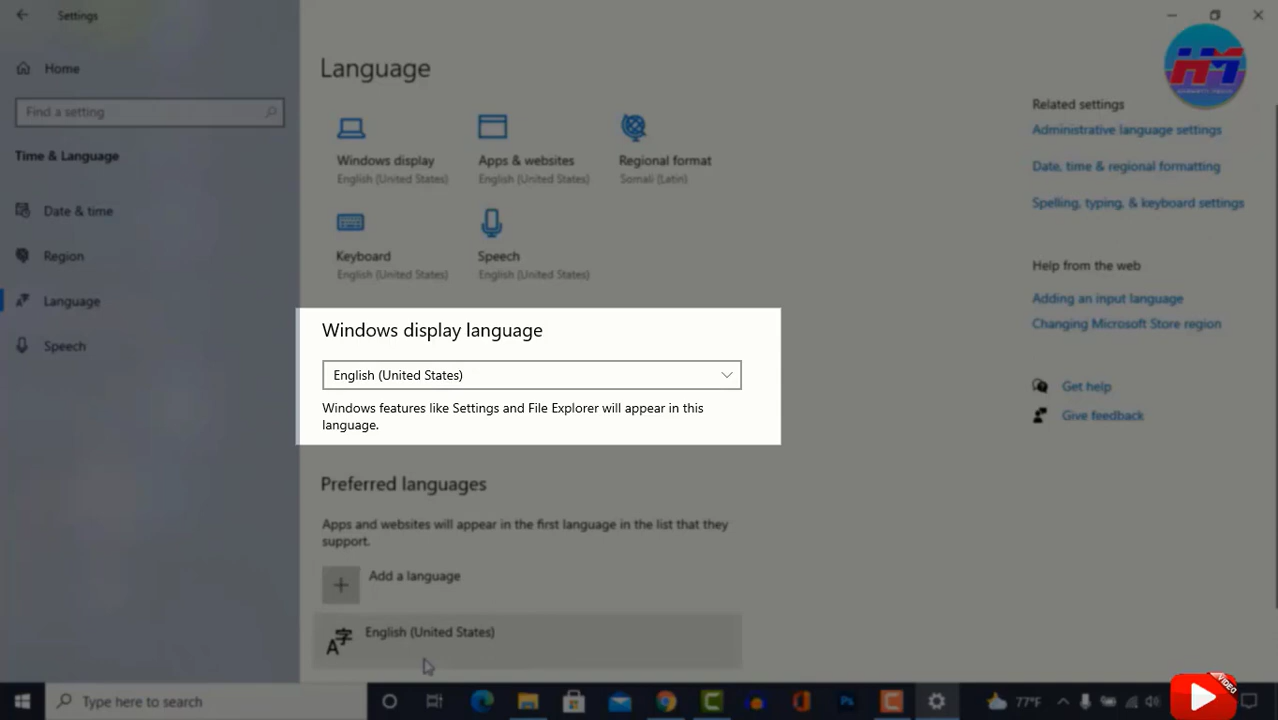 Settings
Home
Find a setting
Time & Language
Date & time
Region
Language
Speech
Language
Windows display
English (United States)
Apps & websites
English (United States)
Regional format
Somali (Latin)
Keyboard
English (United States)
Speech
English (United States)
Windows display language
English (United States)
Windows features like Settings and File Explorer will appear in this
language.
Preferred languages
Apps and websites will appear in the first language in the list that they
support.
Add a language
English (United States)
HM
Related settings
Administrative language settings
Date, time & regional formatting
Spelling, typing, & keyboard settings
Help from the web
Adding an input language
Changing Microsoft Store region
Get help
Give feedback
Type here to search
Ps
77°F
VIDEO